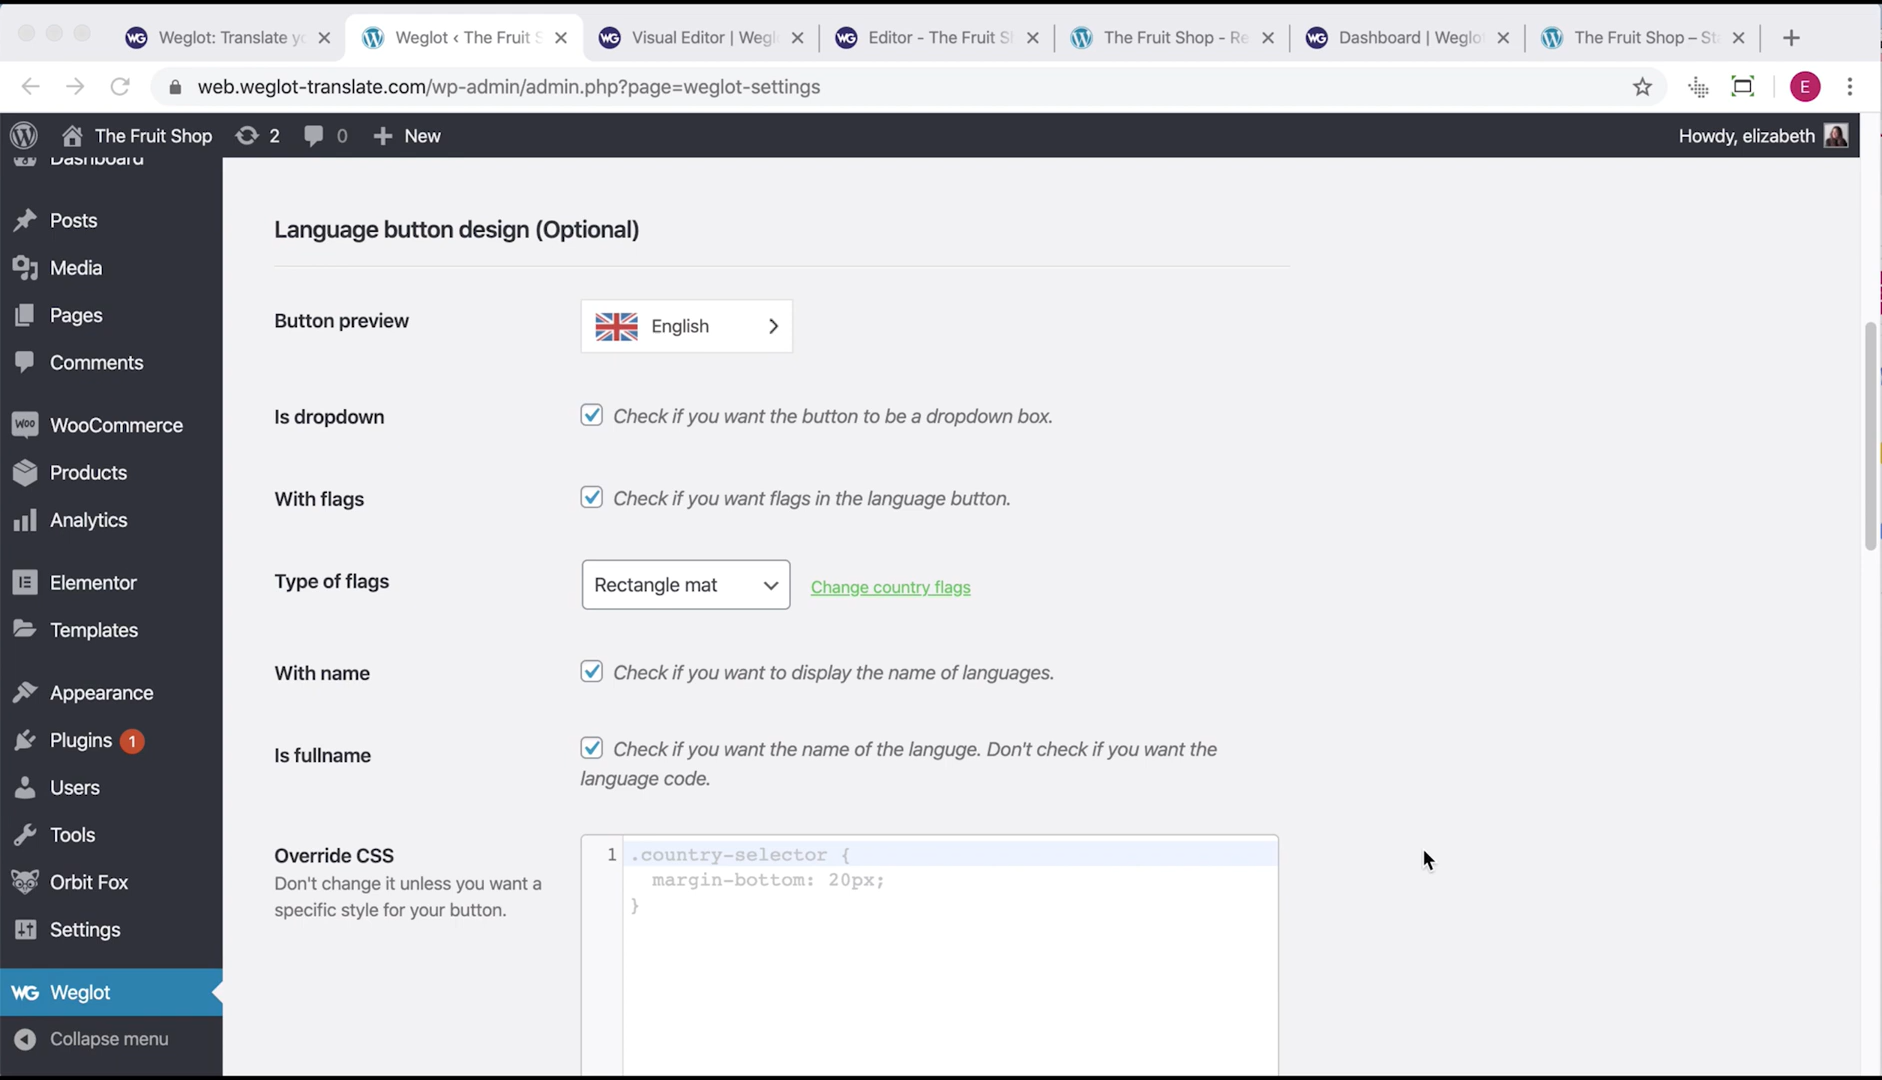 Weglot: Translate yo
Weglot ‹ The Fruit S
Visual Editor | Wegl
Editor - The Fruit S
The Fruit Shop - Re
Dashboard | Weglo
The Fruit Shop – St
web.weglot-translate.com/wp-admin/admin.php?page=weglot-settings
E
The Fruit Shop
2
0
New
Howdy, elizabeth
Dashboard
Posts
Media
Pages
Comments
WooCommerce
Products
Analytics
Elementor
Templates
Appearance
Plugins 1
Users
Tools
Orbit Fox
Settings
WG Weglot
Collapse menu
Language button design (Optional)
Button preview
English
Is dropdown
Check if you want the button to be a dropdown box.
With flags
Check if you want flags in the language button.
Type of flags
Rectangle mat
Change country flags
With name
Check if you want to display the name of languages.
Is fullname
Check if you want the name of the languge. Don't check if you want the
language code.
Override CSS
Don't change it unless you want a
specific style for your button.
1
.country-selector {
margin-bottom: 20px;
}